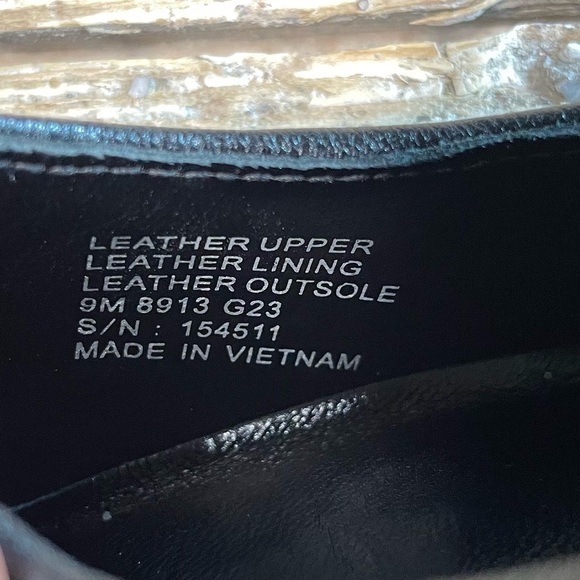 LEATHER UPPER
LEATHER LINING
LEATHER OUTSOLE
9M 8913 G23
S/N : 154511
MADE IN VIETNAM